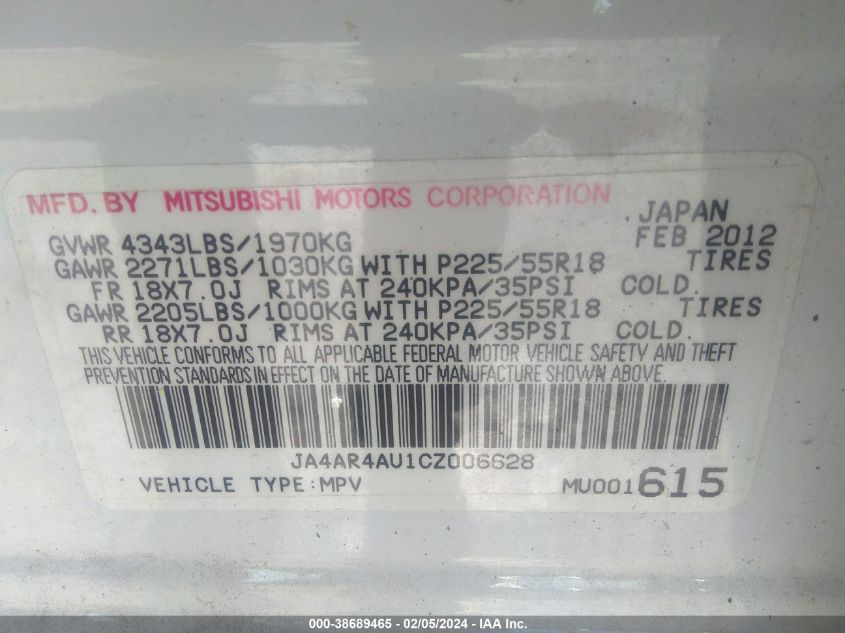 MFD. BY MITSUBISHI MOTORS CORPORATION
JAPAN
GVWR 4343LBS/1970KG FEB 2012
GAWR 2271LBS/1030KG WITH P225/55R18 TIRES
FR 18X7.0J RIMS AT 240KPA/35PSI COLD.
GAWR 2205LBS/1000KG WITH P225/55R18 TIRES
RR 18X7.0J RIMS AT 240KPA/35PSI COLD.
THIS VEHICLE CONFORMS TO ALL APPLICABLE FEDERAL MOTOR VEHICLE SAFETY AND THEFT
PREVENTION STANDARDS IN EFFECT ON THE DATE OF MANUFACTURE SHOWN ABOVE.
JA4AR4AU1CZ006628
VEHICLE TYPE:MPV MU001615
000-38689465 - 02/05/2024 - IAA Inc.